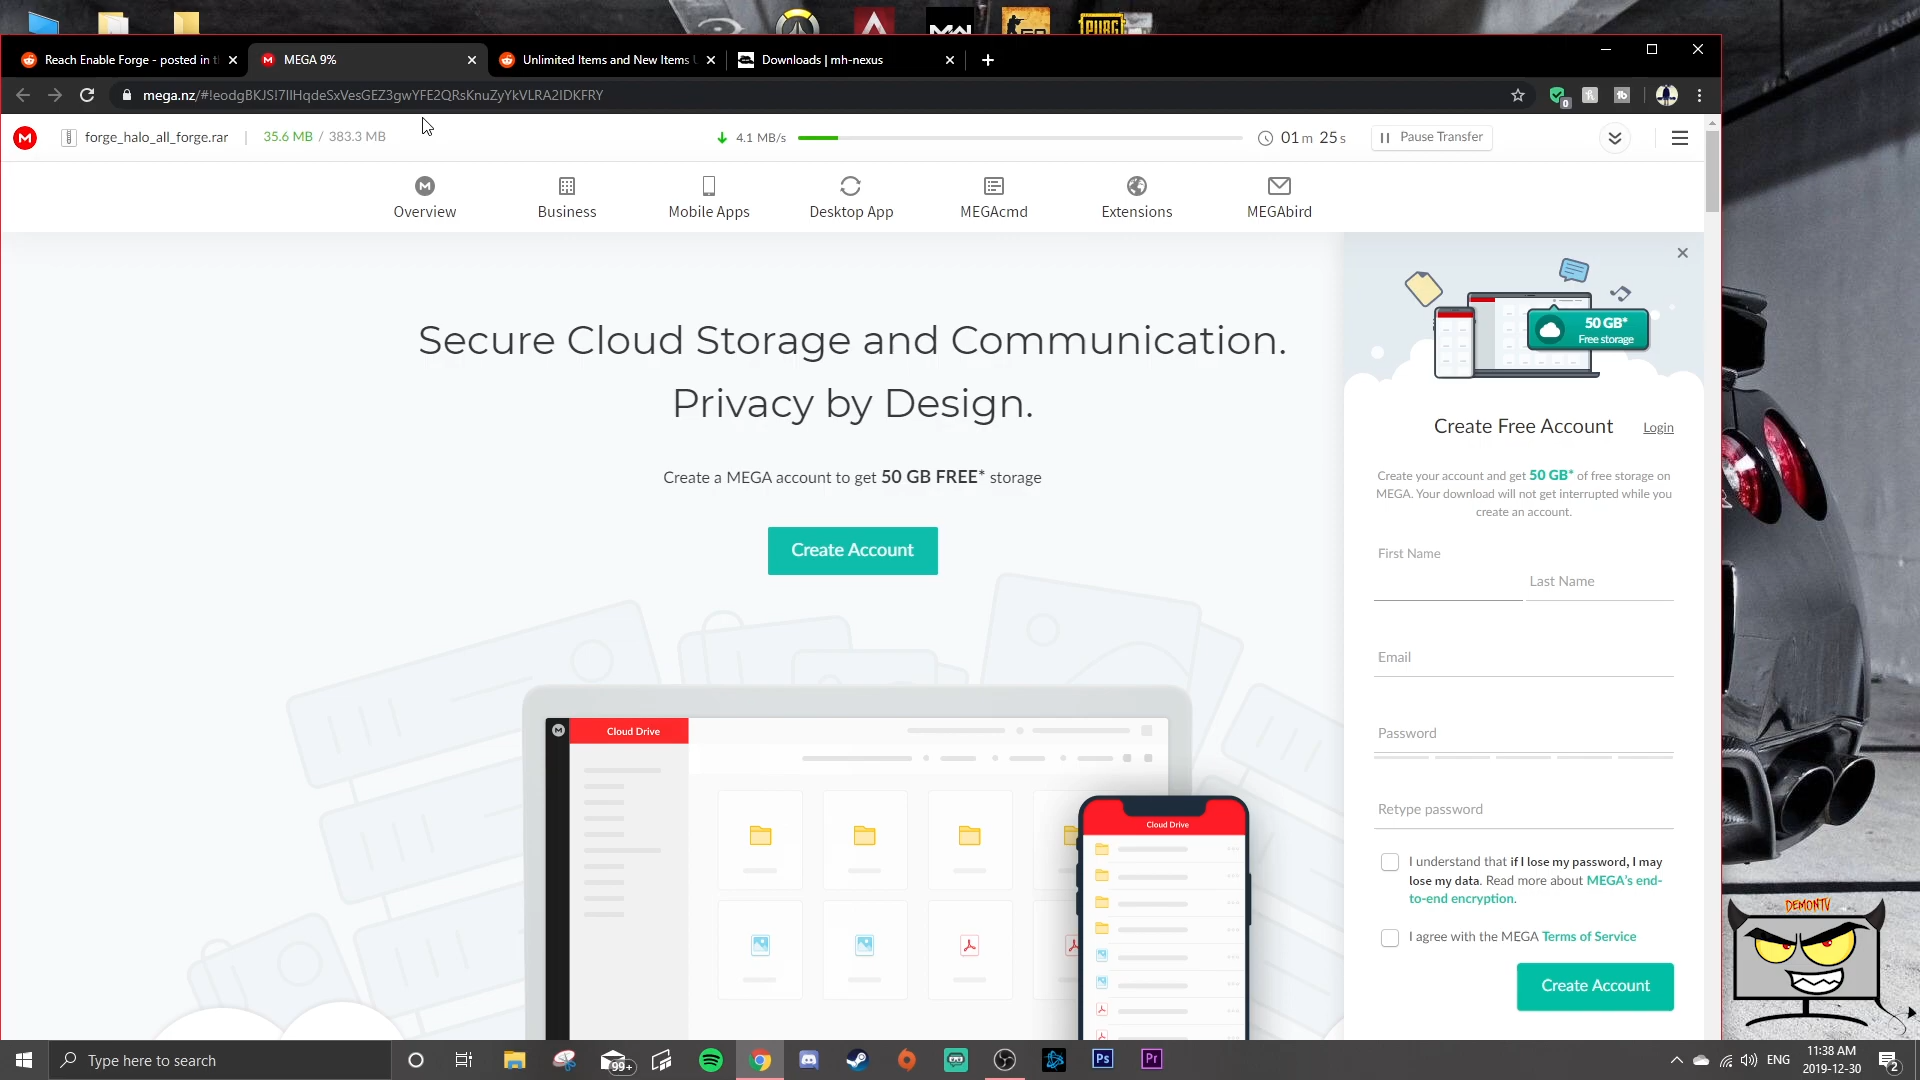 PUBG
Reach Enable Forge - posted in t
MEGA 9%
Unlimited Items and New Items
Downloads | mh-nexus
mega.nz/#!eodgBKJS!7IIHqdeSxVesGEZ3gwYFE2QRsKnuZyYkVLRA2IDKFRY
0
forge_halo_all_forge.rar
35.6 MB / 383.3 MB
4.1 MB/s
01 m 25 s
Pause Transfer
Overview
Business
Mobile Apps
Desktop App
MEGAcmd
Extensions
MEGAbird
Secure Cloud Storage and Communication.
Privacy by Design.
Create a MEGA account to get 50 GB FREE* storage
Create Account
Cloud Drive
Cloud Drive
50 GB*
Free storage
Create Free Account
Login
Create your account and get 50 GB* of free storage on
MEGA. Your download will not get interrupted while you
create an account.
First Name
Last Name
Email
Password
Retype password
I understand that if I lose my password, I may
lose my data. Read more about MEGA's end-
to-end encryption.
I agree with the MEGA Terms of Service
Create Account
DEMONTV
Type here to search
99+
Ps
Pr
ENG
11:38 AM
2019-12-30
2